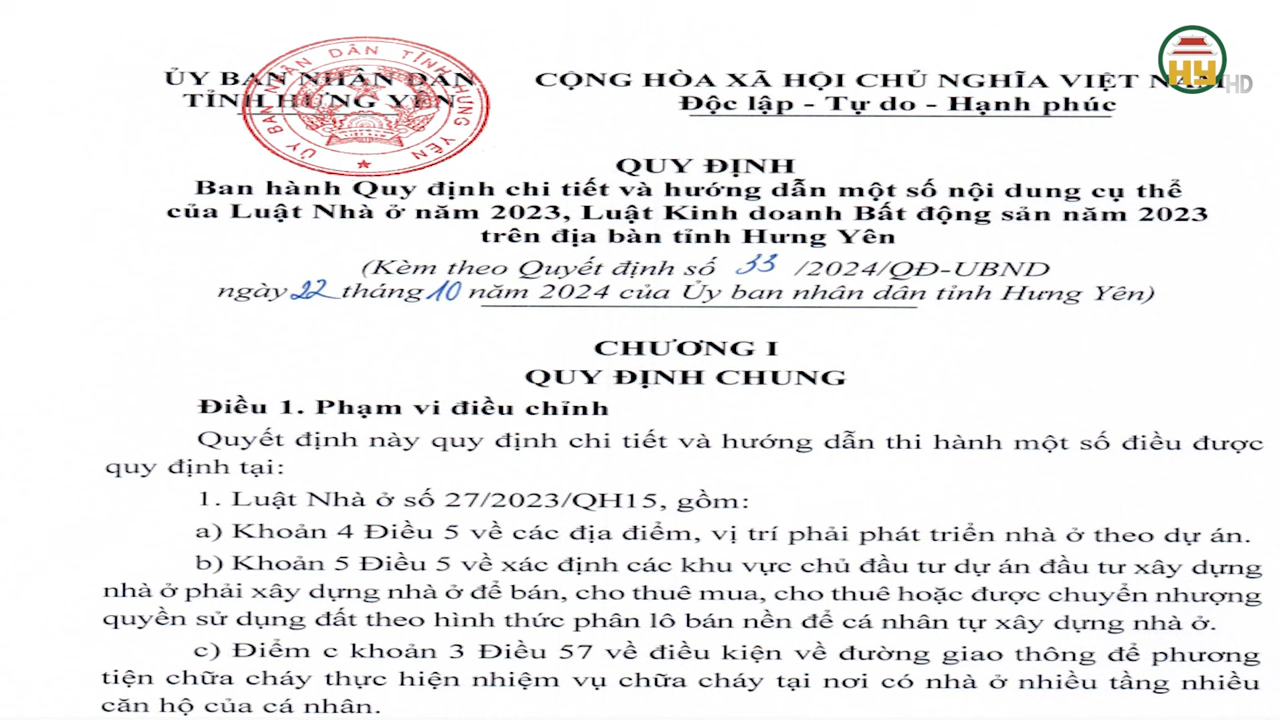 ỦY BAN NHÂN DÂN
TỈNH HƯNG YÊN
ỦY BAN NHÂN DÂN TỈNH HƯNG YÊN
CỘNG HÒA XÃ HỘI CHỦ NGHĨA VIỆT NAM
Độc lập - Tự do - Hạnh phúc
HY HD
QUY ĐỊNH
Ban hành Quy định chi tiết và hướng dẫn một số nội dung cụ thể
của Luật Nhà ở năm 2023, Luật Kinh doanh Bất động sản năm 2023
trên địa bàn tỉnh Hưng Yên
(Kèm theo Quyết định số 33 /2024/QĐ-UBND
ngày 22 tháng 10 năm 2024 của Ủy ban nhân dân tỉnh Hưng Yên)
CHƯƠNG I
QUY ĐỊNH CHUNG
Điều 1. Phạm vi điều chỉnh
Quyết định này quy định chi tiết và hướng dẫn thi hành một số điều được
quy định tại:
1. Luật Nhà ở số 27/2023/QH15, gồm:
a) Khoản 4 Điều 5 về các địa điểm, vị trí phải phát triển nhà ở theo dự án.
b) Khoản 5 Điều 5 về xác định các khu vực chủ đầu tư dự án đầu tư xây dựng
nhà ở phải xây dựng nhà ở để bán, cho thuê mua, cho thuê hoặc được chuyển nhượng
quyền sử dụng đất theo hình thức phân lô bán nền để cá nhân tự xây dựng nhà ở.
c) Điểm c khoản 3 Điều 57 về điều kiện về đường giao thông để phương
tiện chữa cháy thực hiện nhiệm vụ chữa cháy tại nơi có nhà ở nhiều tầng nhiều
căn hộ của cá nhân.